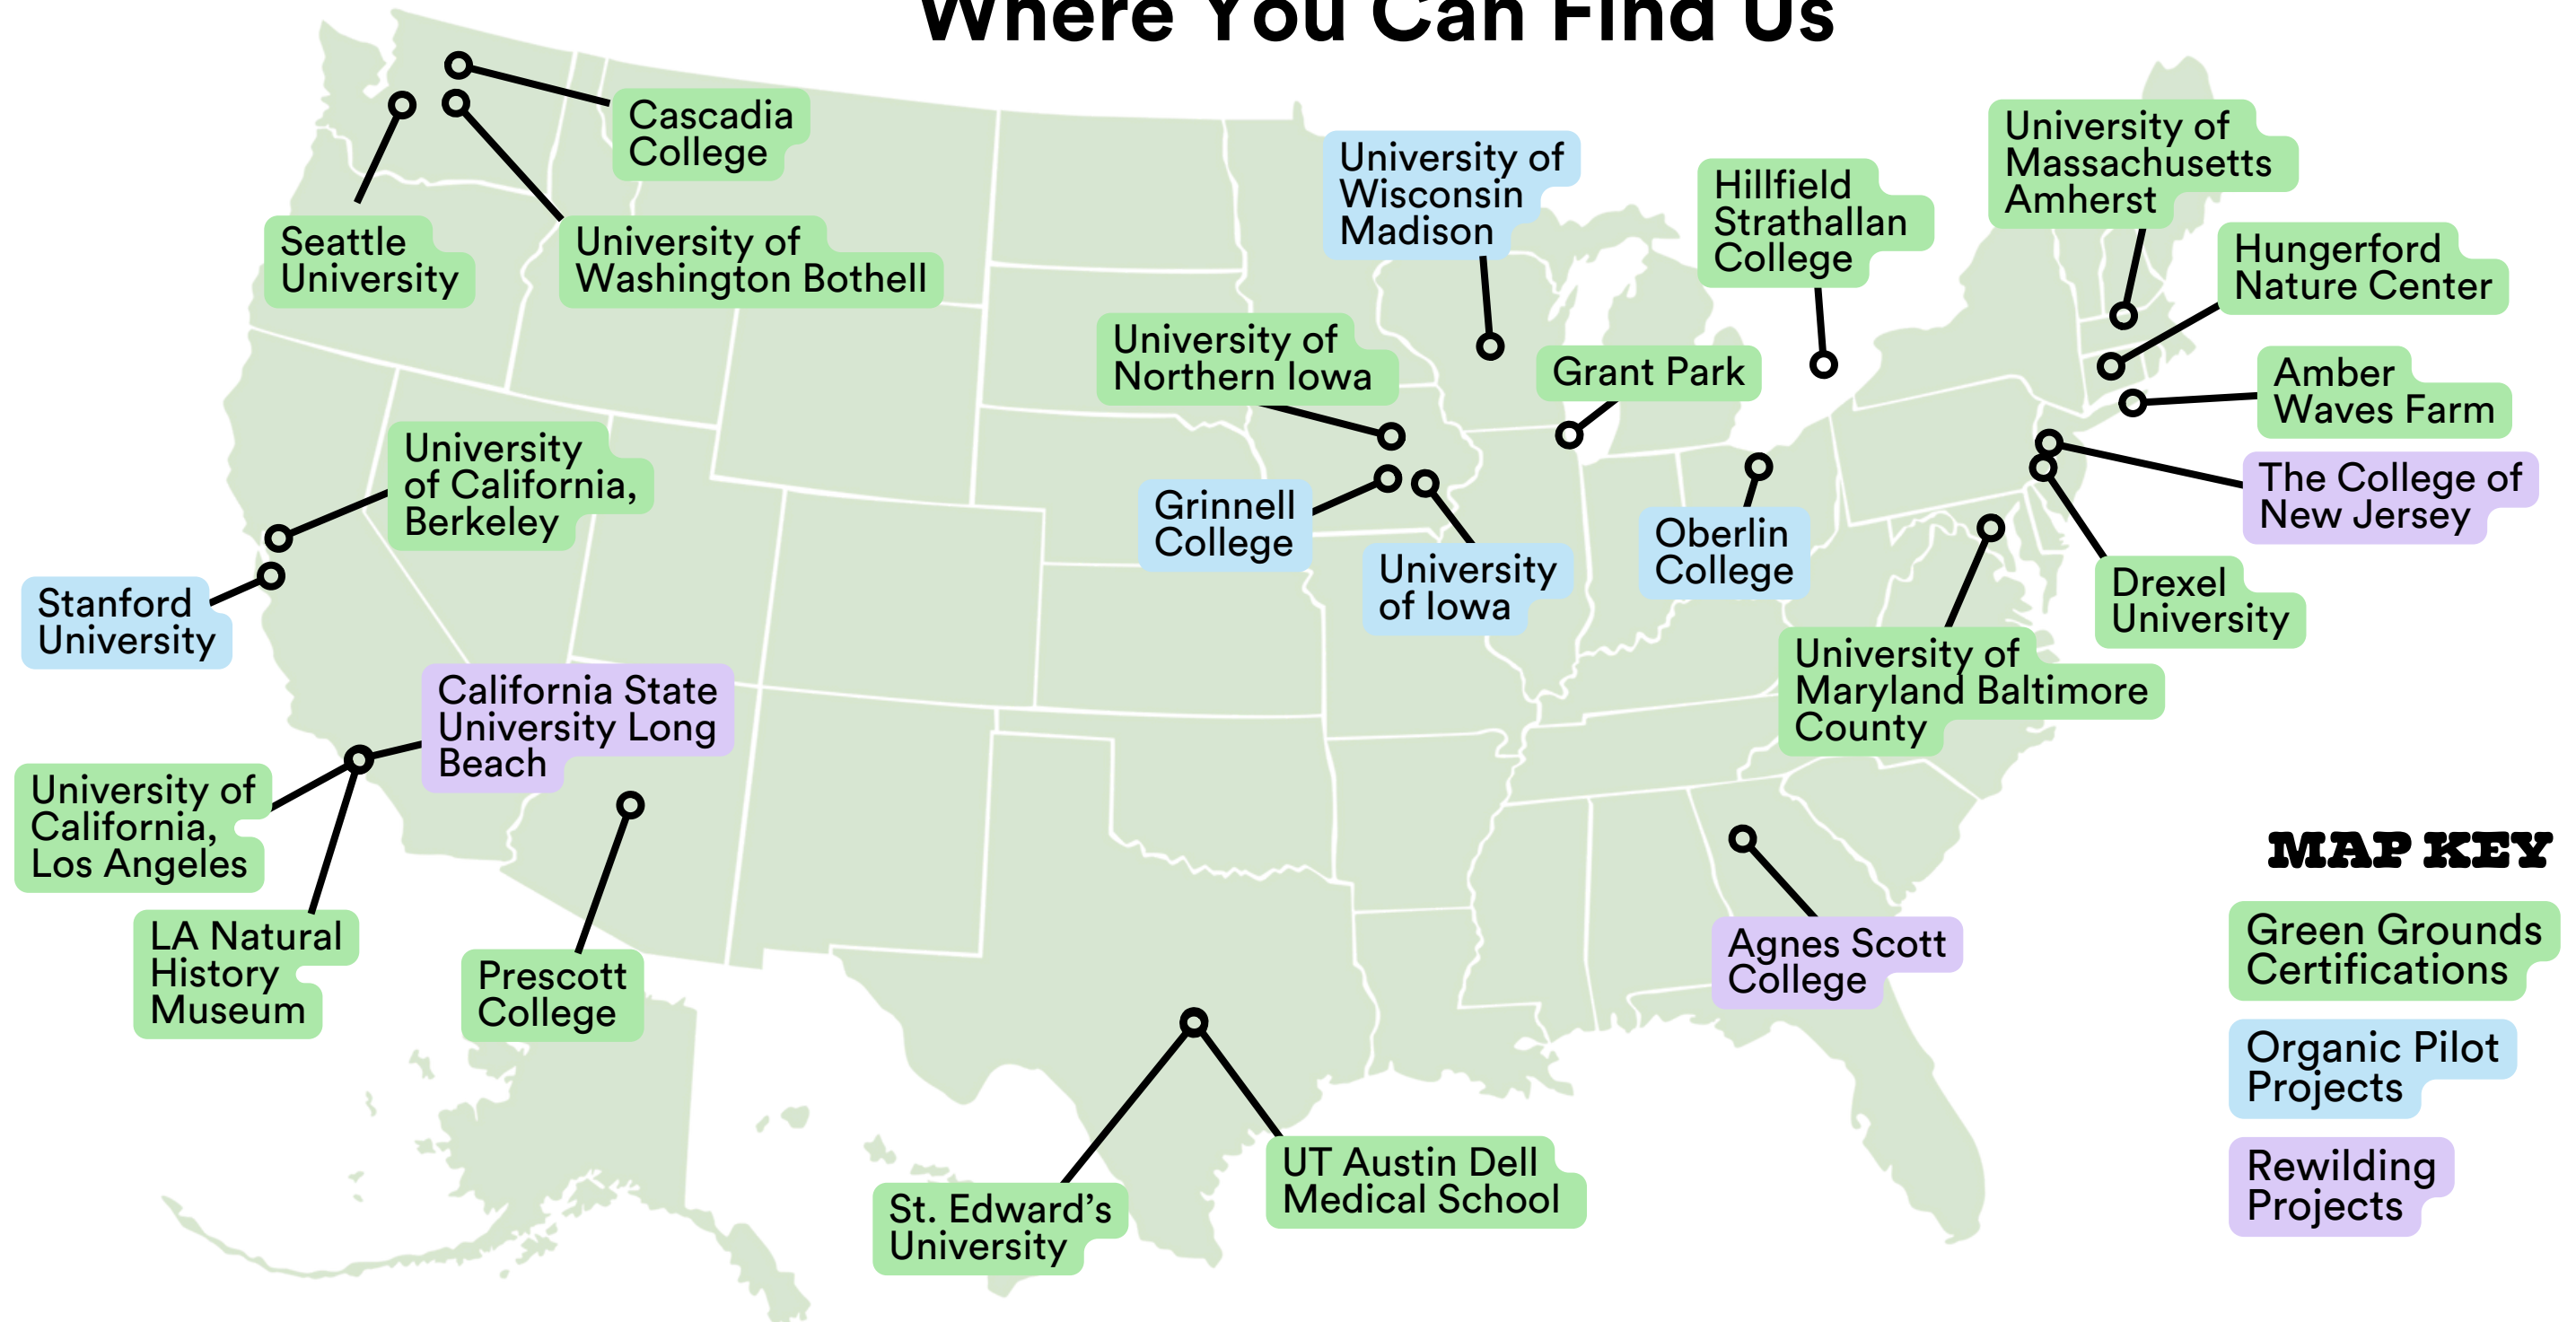 Where You Can Find Us
Cascadia
College
Seattle
University
University of
Washington Bothell
University of
Wisconsin
Madison
Hillfield
Strathallan
College
University of
Massachusetts
Amherst
Hungerford
Nature Center
University of
Northern Iowa
Grant Park
Amber
Waves Farm
University
of California,
Berkeley
Grinnell
College
University
of Iowa
Oberlin
College
The College of
New Jersey
Drexel
University
Stanford
University
University of
Maryland Baltimore
County
California State
University Long
Beach
University of
California,
Los Angeles
LA Natural
History
Museum
Prescott
College
Agnes Scott
College
St. Edward’s
University
UT Austin Dell
Medical School
MAP KEY
Green Grounds
Certifications
Organic Pilot
Projects
Rewilding
Projects